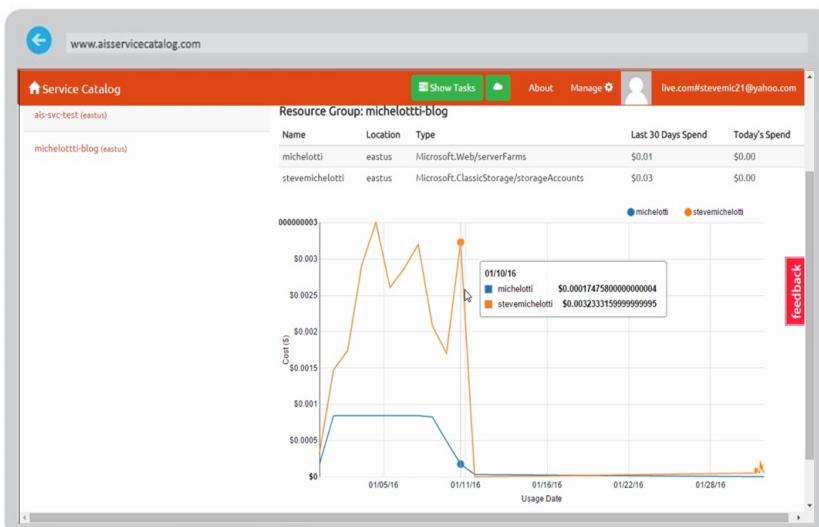 www.aisservicecatalog.com
Service Catalog
Show Tasks
About
Manage
live.com#stevemic21@yahoo.com
ais-svc-test (eastus)
michelottti-blog (eastus)
Resource Group: michelottti-blog
Name Location Type Last 30 Days Spend Today's Spend
michelotti eastus Microsoft.Web/serverFarms $0.01 $0.00
stevemichelotti eastus Microsoft.ClassicStorage/storageAccounts $0.03 $0.00
michelotti stevemichelotti
000000003
$0.003
$0.0025
$0.002
$0.0015
$0.001
$0.0005
$0
Cost ($)
01/10/16
michelotti $0.00017475800000000004
stevemichelotti $0.0032333159999999995
01/05/16 01/11/16 01/16/16 01/22/16 01/28/16
Usage Date
feedback